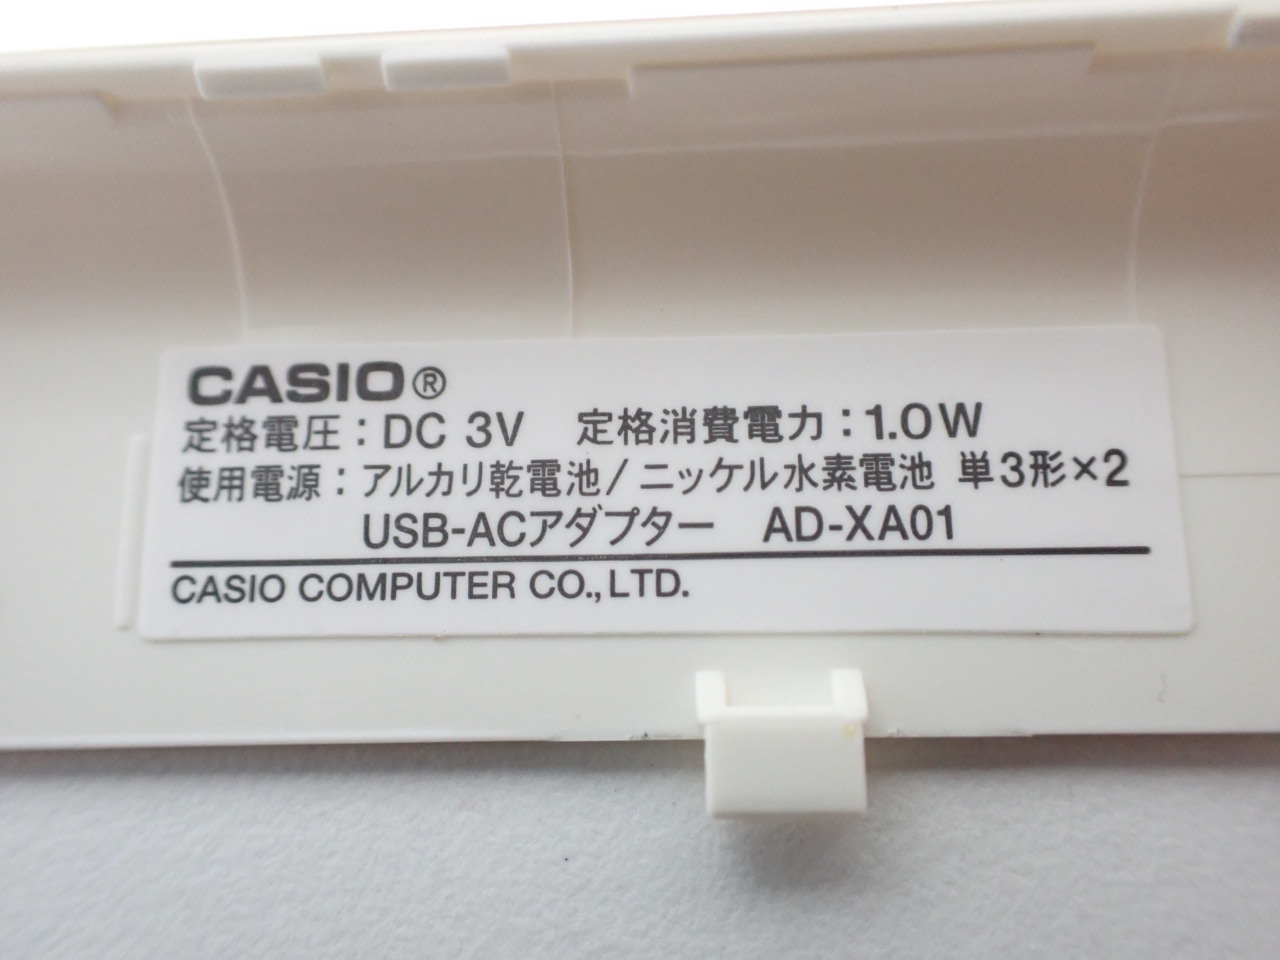 CASIO®
定格電圧：DC 3V 定格消費電力：1.0W
使用電源：アルカリ乾電池/ニッケル水素電池 単3形×2
USB-ACアダプター AD-XA01
CASIO COMPUTER CO.,LTD.